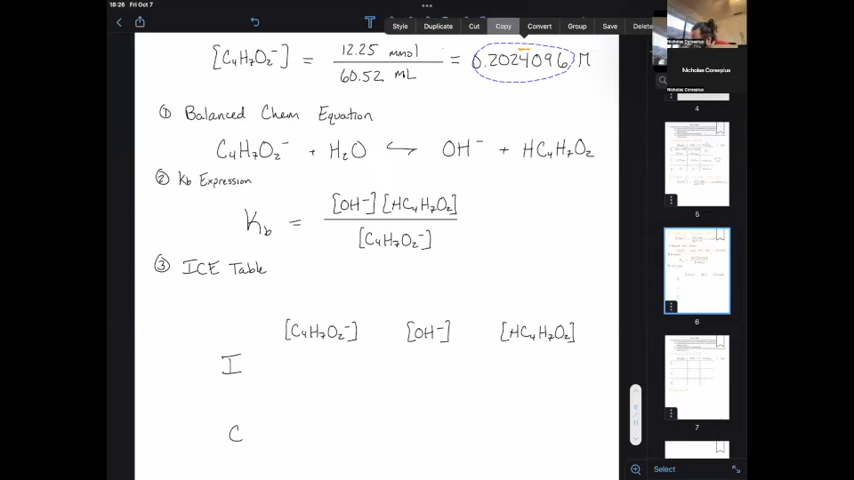 18:26 Fri Oct 7
Style Duplicate Cut Copy Convert Group Save Delete
Nicholas Consepius
Nicholas Consepius
[C₄H₇O₂⁻] = 12.25 mmol / 60.52 mL = 0.2024096 M
① Balanced Chem Equation
C₄H₇O₂⁻ + H₂O ⇌ OH⁻ + HC₄H₇O₂
② Kb Expression
Kb = [OH⁻][HC₄H₇O₂] / [C₄H₇O₂⁻]
③ ICE Table
[C₄H₇O₂⁻] [OH⁻] [HC₄H₇O₂]
I
C
4
5
6
7
Select